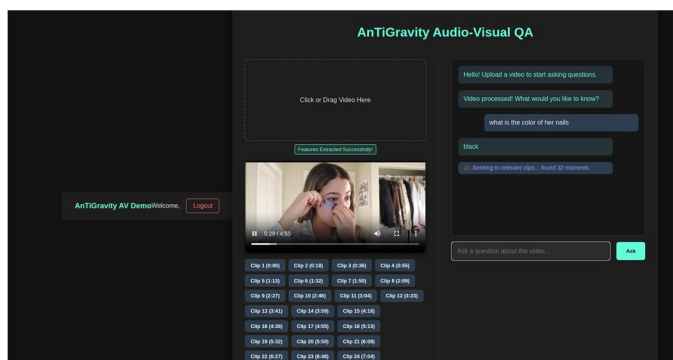 AnTiGravity Audio-Visual QA
AnTiGravity AV Demo Welcome, Logout
Click or Drag Video Here
Features Extracted Successfully!
0:29 / 4:55
Clip 1 (0:00) Clip 2 (0:18) Clip 3 (0:36) Clip 4 (0:55)
Clip 5 (1:13) Clip 6 (1:32) Clip 7 (1:50) Clip 8 (2:09)
Clip 9 (2:27) Clip 10 (2:46) Clip 11 (3:04) Clip 12 (3:23)
Clip 13 (3:41) Clip 14 (3:59) Clip 15 (4:18)
Clip 16 (4:36) Clip 17 (4:55) Clip 18 (5:13)
Clip 19 (5:32) Clip 20 (5:50) Clip 21 (6:09)
Clip 22 (6:27) Clip 23 (6:46) Clip 24 (7:04)
Hello! Upload a video to start asking questions.
Video processed! What would you like to know?
what is the color of her nails
black
Seeking to relevant clips... found 32 moments.
Ask a question about the video... Ask